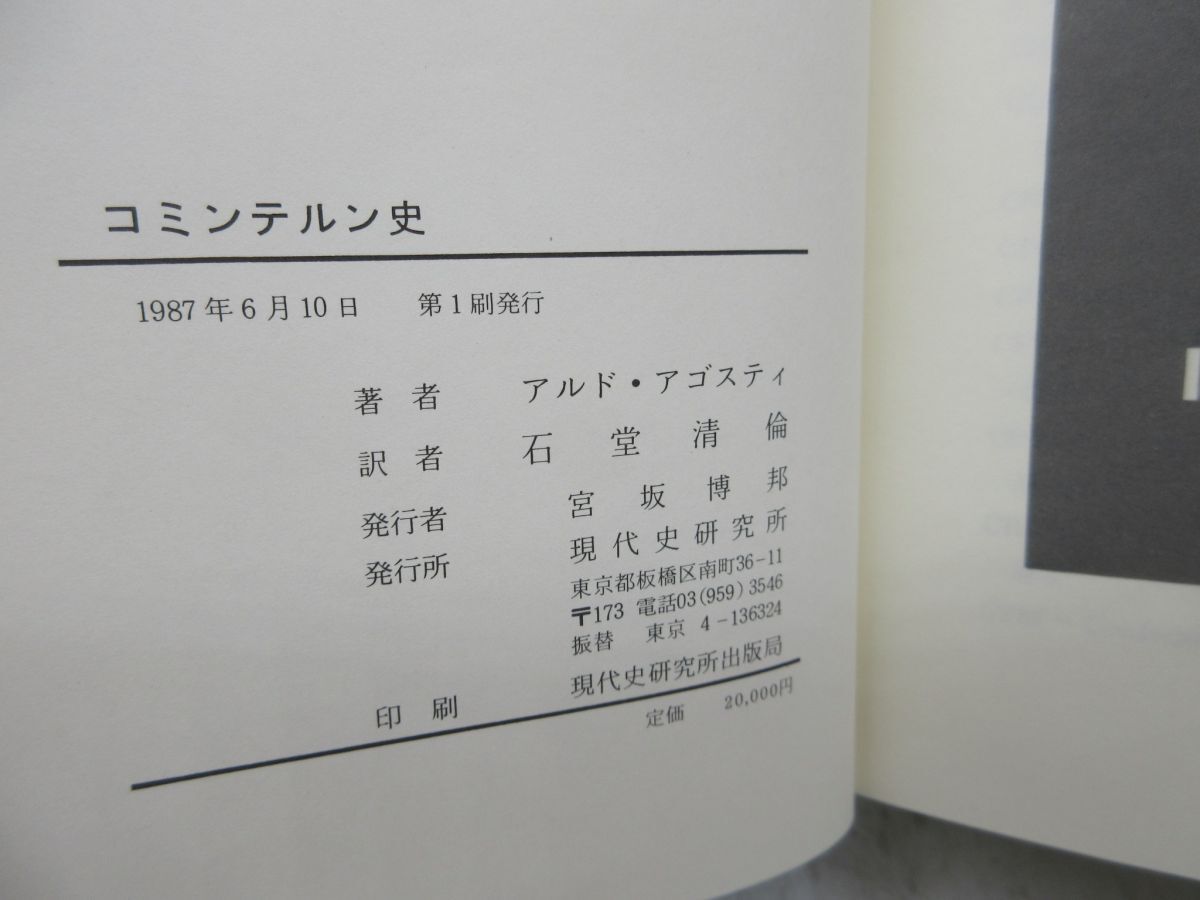 コミンテルン史
1987年6月10日 第1刷発行
著者 アルド・アゴスティ
訳者 石堂清倫
発行者 宮坂博邦
発行所 現代史研究所
東京都板橋区南町36-11
〒173 電話03(959)3546
振替 東京 4-136324
印刷 現代史研究所出版局
定価 20,000円